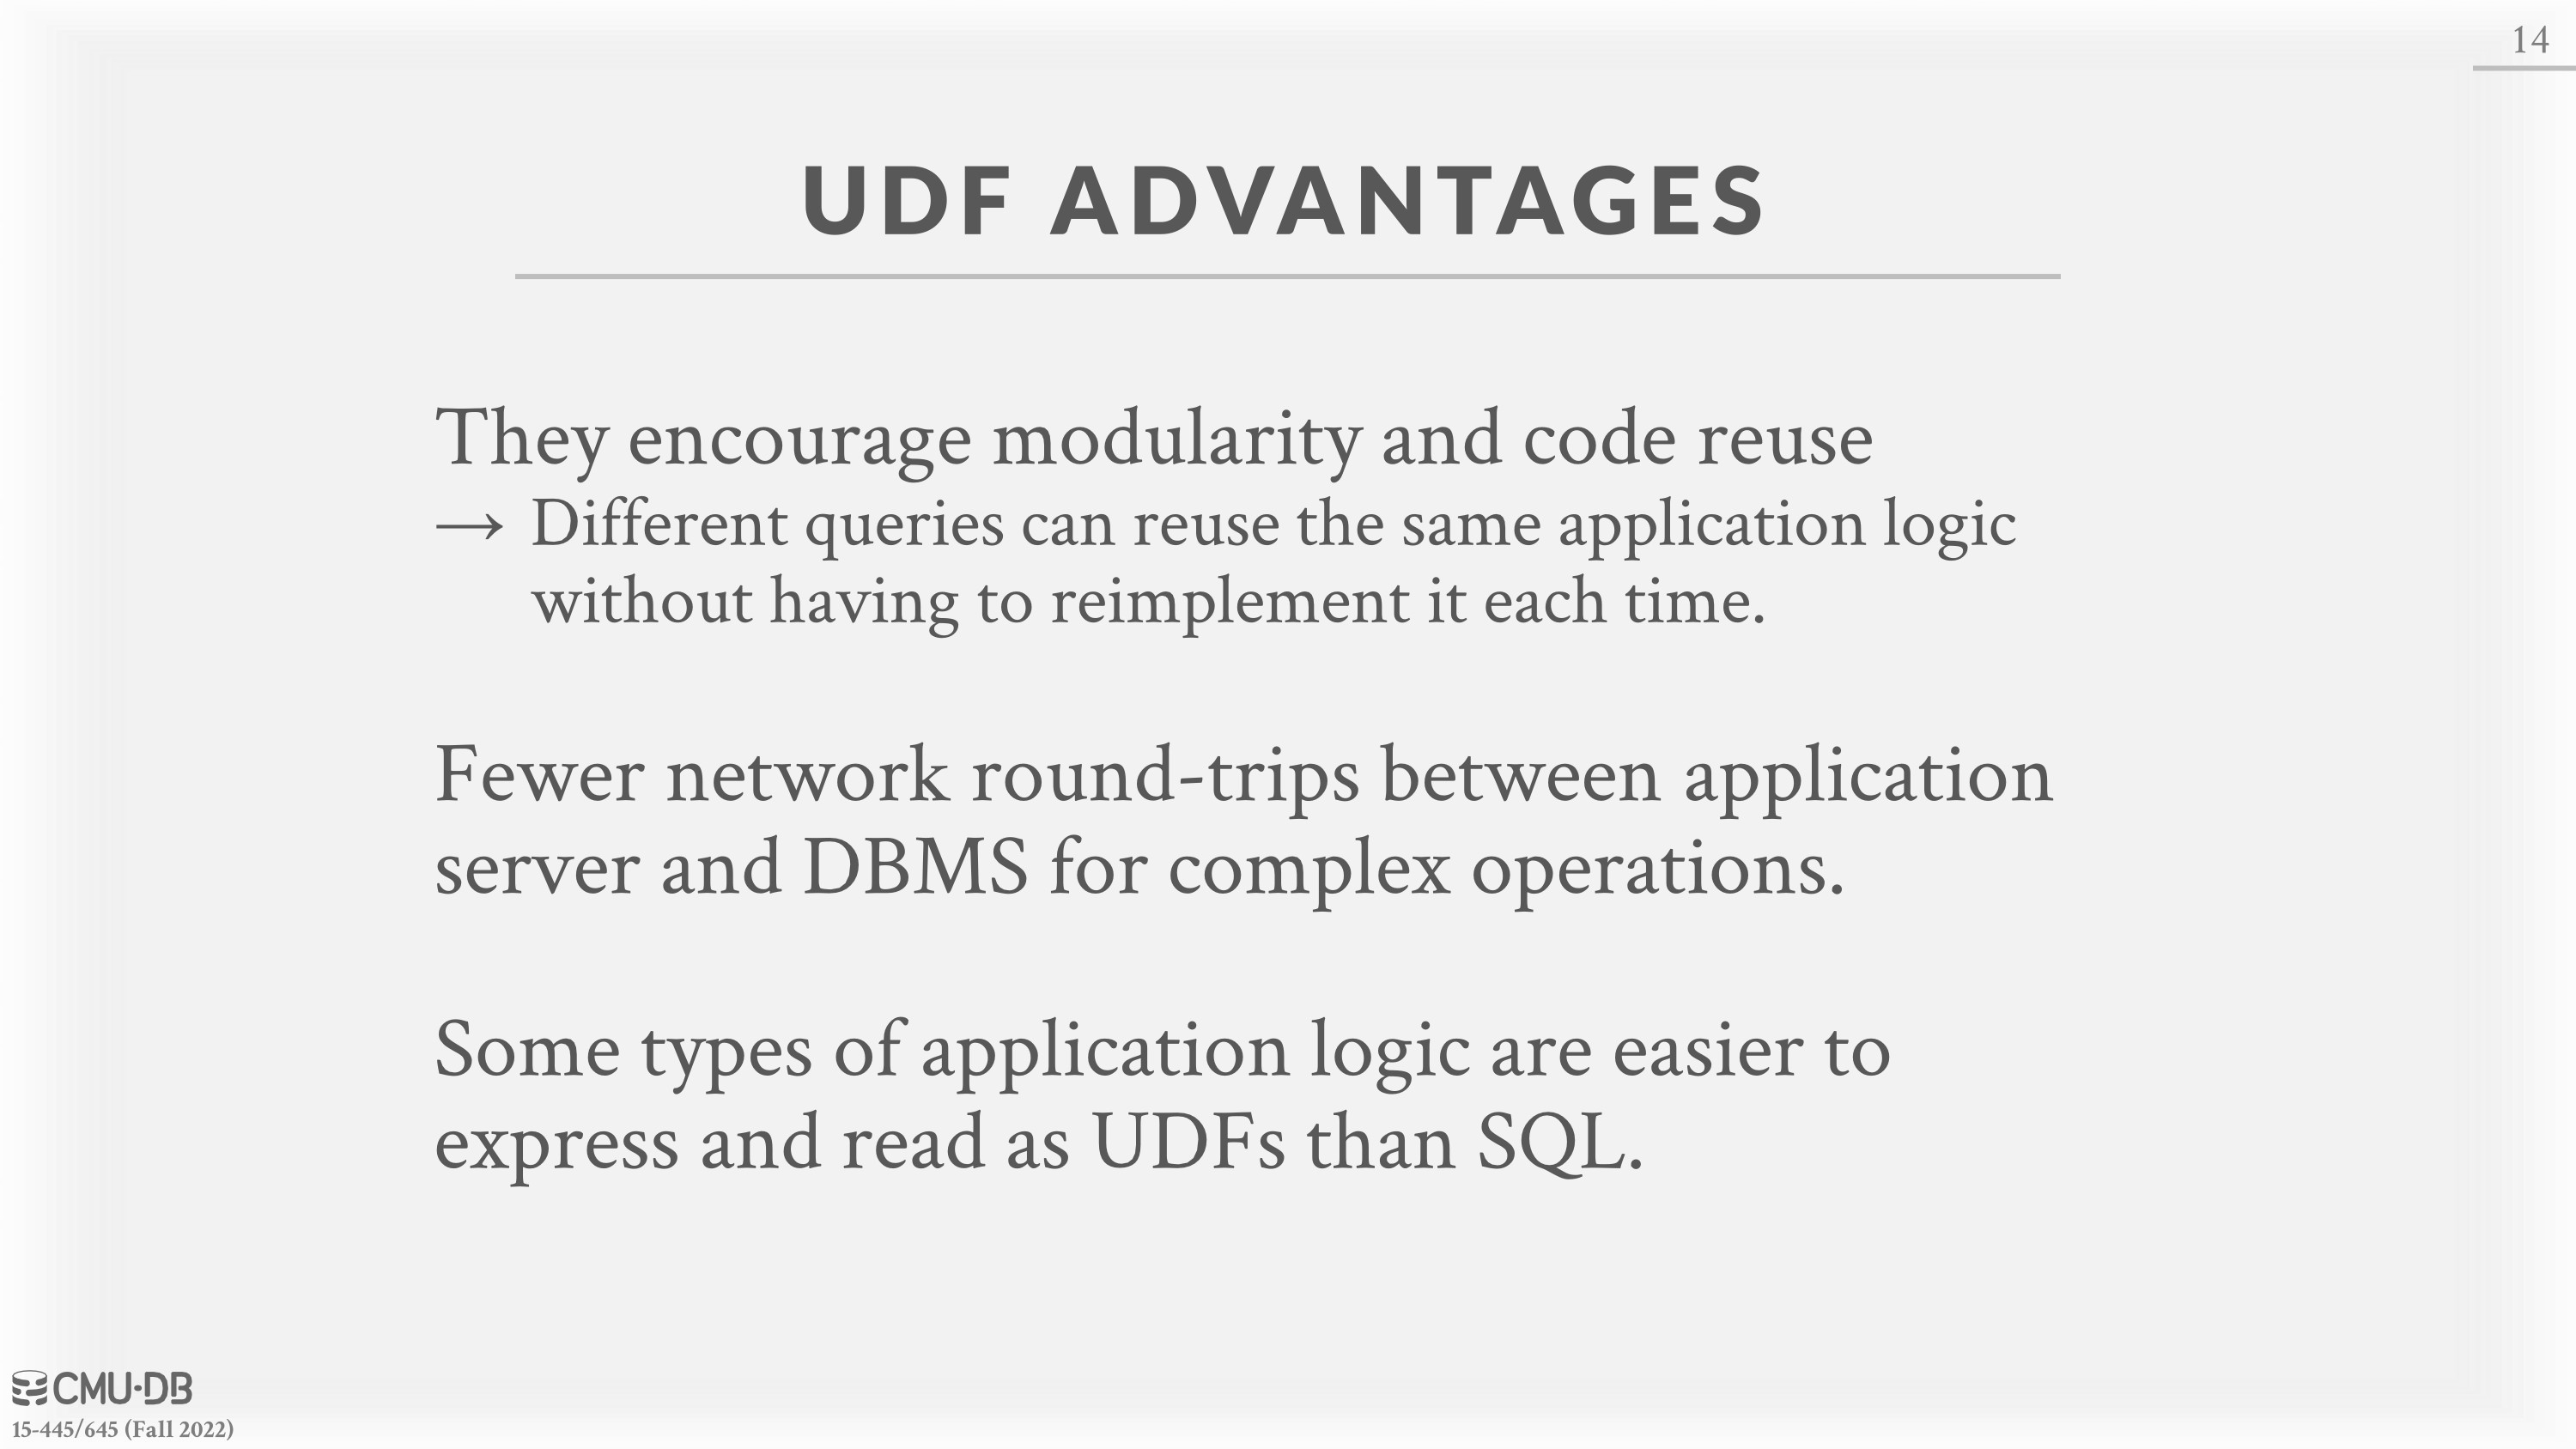 14
UDF ADVANTAGES
They encourage modularity and code reuse
→ Different queries can reuse the same application logic
without having to reimplement it each time.
Fewer network round-trips between application
server and DBMS for complex operations.
Some types of application logic are easier to
express and read as UDFs than SQL.
CMU·DB
15-445/645 (Fall 2022)